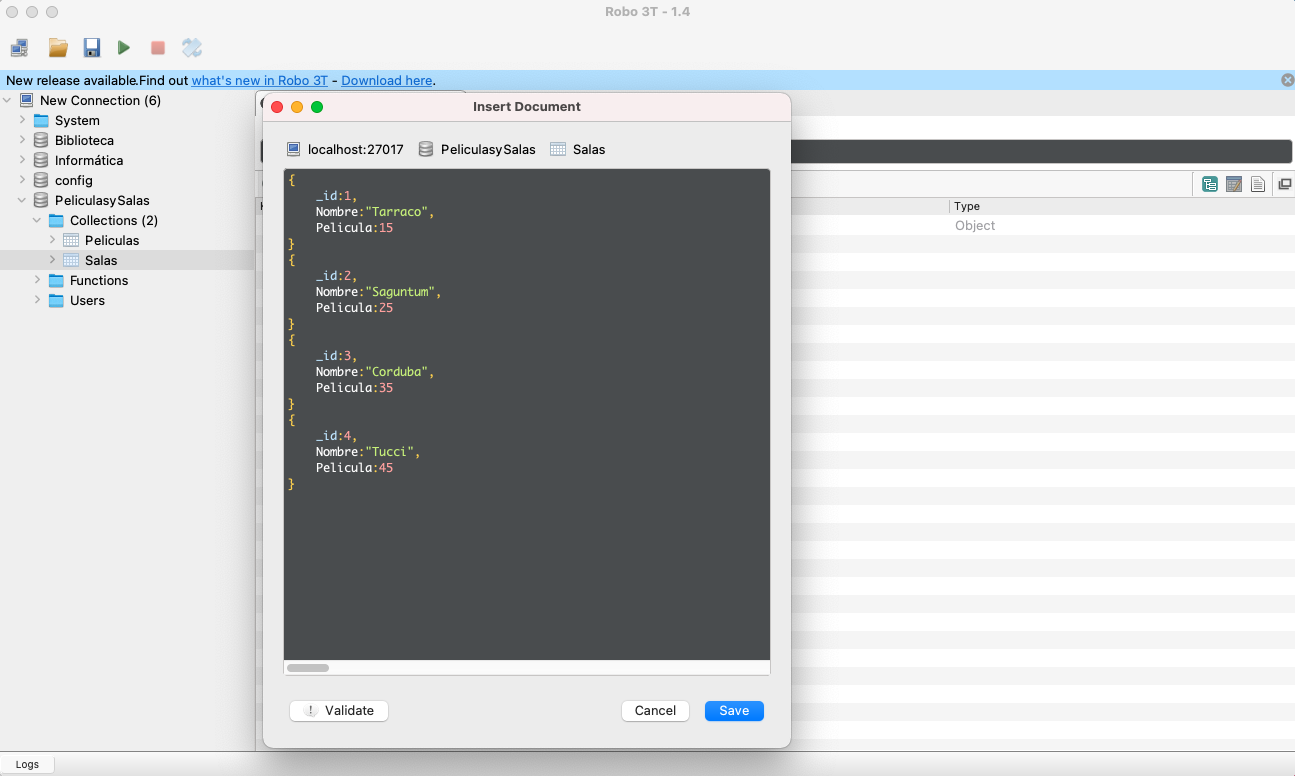 Robo 3T - 1.4
New release available.Find out what's new in Robo 3T - Download here.
New Connection (6)
System
Biblioteca
Informática
config
PeliculasySalas
Collections (2)
Peliculas
Salas
Functions
Users
Insert Document
localhost:27017 PeliculasySalas Salas
{
_id:1,
Nombre:"Tarraco",
Pelicula:15
}
{
_id:2,
Nombre:"Saguntum",
Pelicula:25
}
{
_id:3,
Nombre:"Corduba",
Pelicula:35
}
{
_id:4,
Nombre:"Tucci",
Pelicula:45
}
! Validate
Cancel
Save
Type
Object
Logs